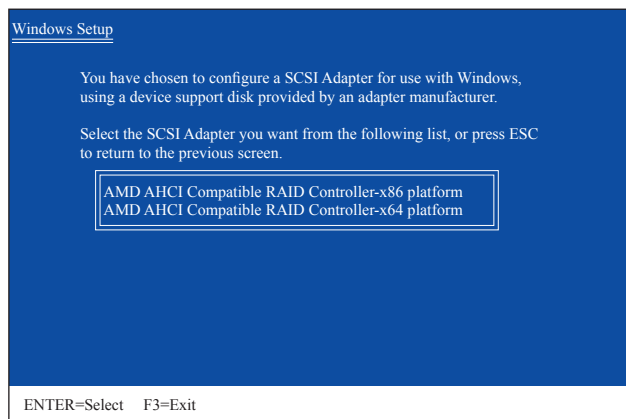 Windows Setup
You have chosen to configure a SCSI Adapter for use with Windows,
using a device support disk provided by an adapter manufacturer.
Select the SCSI Adapter you want from the following list, or press ESC
to return to the previous screen.
AMD AHCI Compatible RAID Controller-x86 platform
AMD AHCI Compatible RAID Controller-x64 platform
ENTER=Select F3=Exit